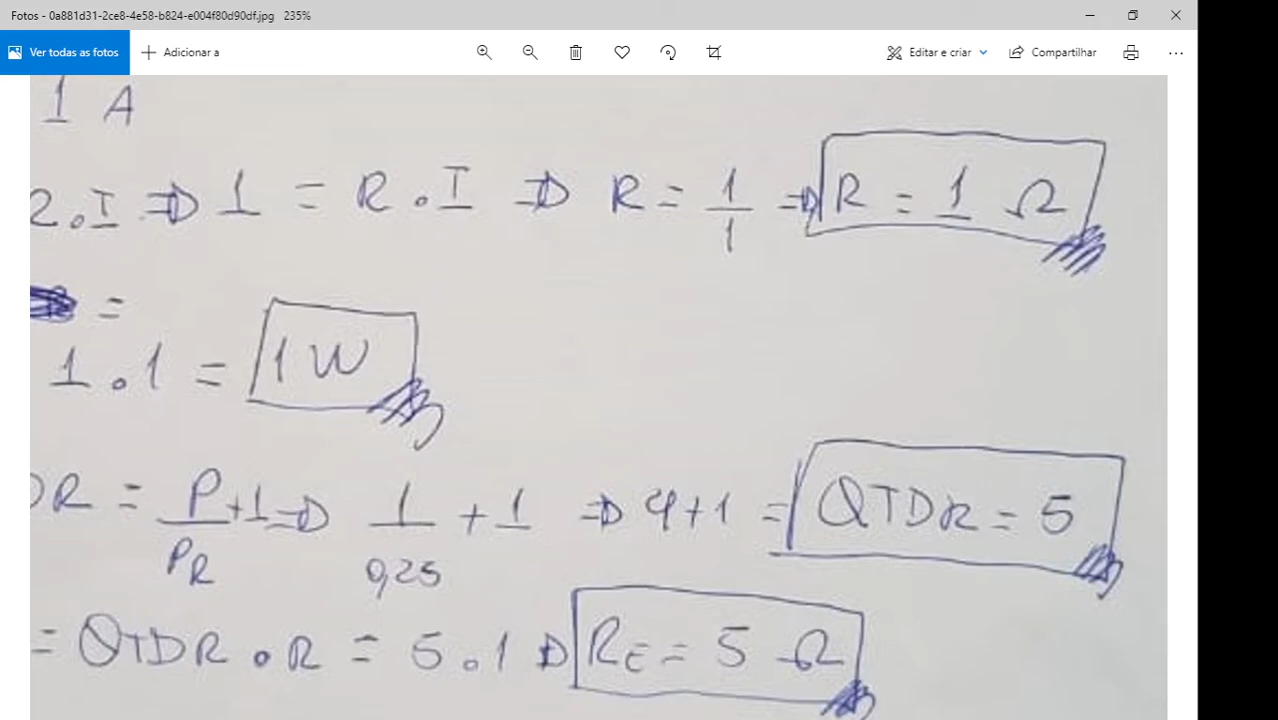 Fotos - 0a881d31-2ce8-4e58-b824-e004f80d90df.jpg 235%
Ver todas as fotos
Adicionar a
Editar e criar
Compartilhar
1 A
R.I ⇒ 1 = R.I ⇒ R = 1/1 ⇒ R = 1 Ω
=
1.1 = 1 W
DR = P/PR +1 ⇒ 1/0,25 + 1 ⇒ 4+1 = QTDR = 5
= QTDR.R = 5.1 ⇒ RE = 5 Ω